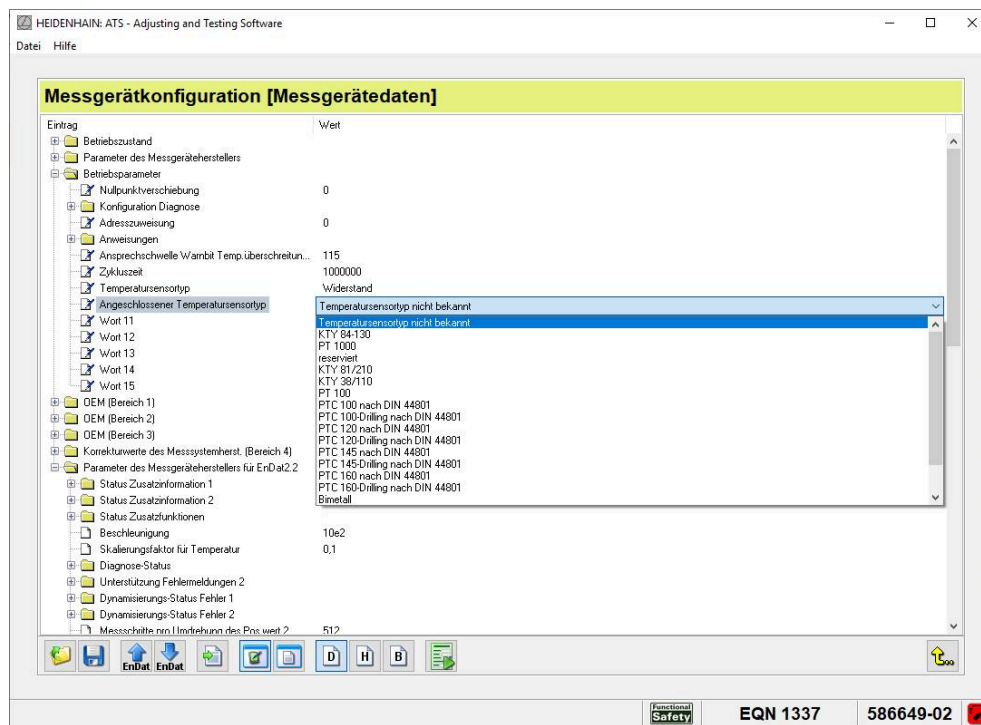 HEIDENHAIN: ATS - Adjusting and Testing Software
Datei Hilfe
Messgerätkonfiguration [Messgerätedaten]
Eintrag Wert
Betriebszustand
Parameter des Messgeräteherstellers
Betriebsparameter
Nullpunktverschiebung 0
Konfiguration Diagnose
Adresszuweisung 0
Anweisungen
Ansprechschwelle Warnbit Temp.überschreitun... 115
Zykluszeit 1000000
Temperatursensortyp Widerstand
Angeschlossener Temperatursensortyp Temperatursensortyp nicht bekannt
Wort 11
Wort 12
Wort 13
Wort 14
Wort 15
Temperatursensortyp nicht bekannt
KTY 84-130
PT 1000
reserviert
KTY 81/210
KTY 38/110
PT 100
PTC 100 nach DIN 44801
PTC 100-Drilling nach DIN 44801
PTC 120 nach DIN 44801
PTC 120-Drilling nach DIN 44801
PTC 145 nach DIN 44801
PTC 145-Drilling nach DIN 44801
PTC 160 nach DIN 44801
PTC 160-Drilling nach DIN 44801
Bimetall
OEM (Bereich 1)
OEM (Bereich 2)
OEM (Bereich 3)
Korrekturwerte des Messsystemherst. (Bereich 4)
Parameter des Messgeräteherstellers für EnDat2.2
Status Zusatzinformation 1
Status Zusatzinformation 2
Status Zusatzfunktionen
Beschleunigung 10e2
Skalierungsfaktor für Temperatur 0,1
Diagnose-Status
Unterstützung Fehlermeldungen 2
Dynamisierungs-Status Fehler 1
Dynamisierungs-Status Fehler 2
Messschritte pro Umdrehung des Pos.wert 2 512
EnDat EnDat D H B
Functional Safety EQN 1337 586649-02